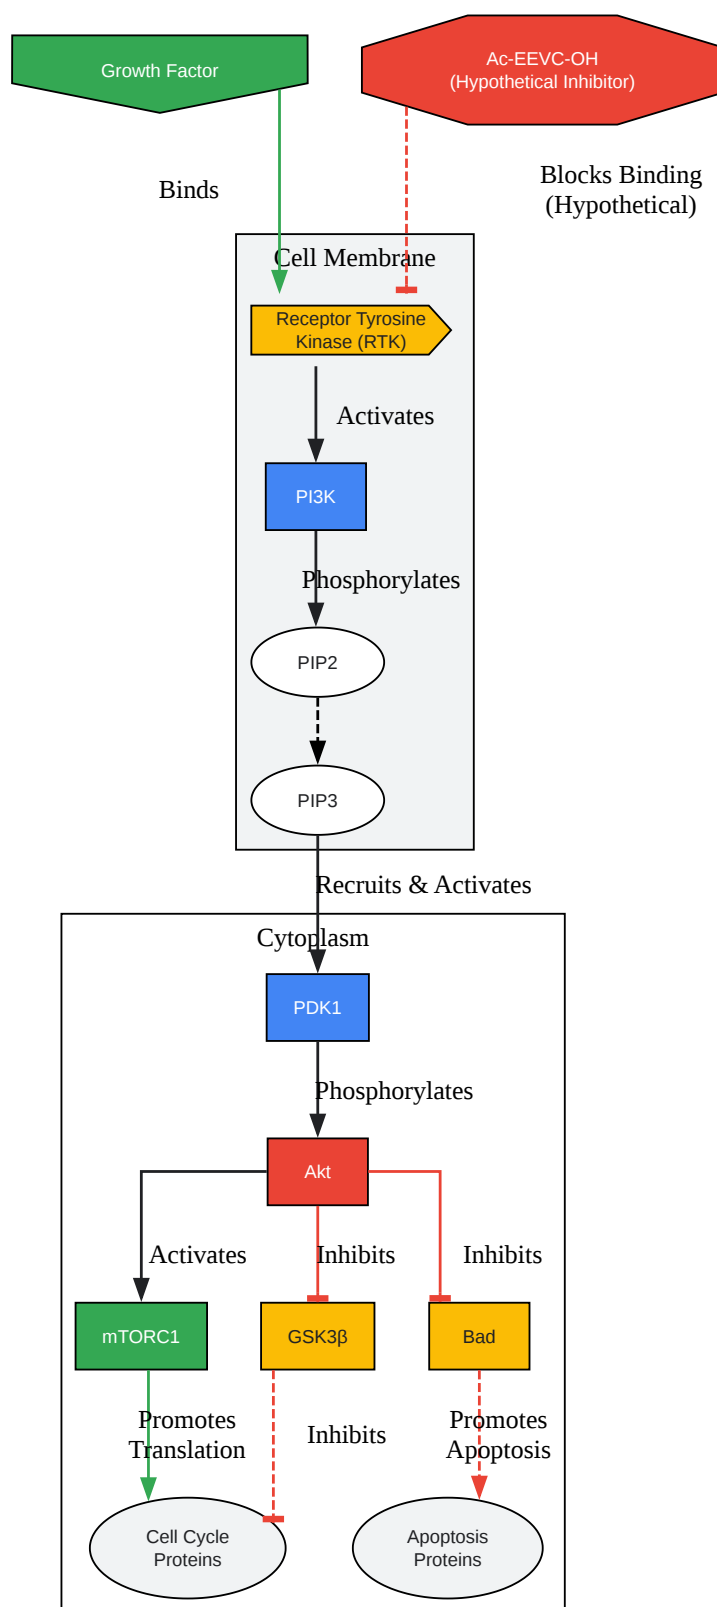 Growth Factor
Ac-EEVC-OH
(Hypothetical Inhibitor)
Binds
Blocks Binding
(Hypothetical)
Cell Membrane
Receptor Tyrosine
Kinase (RTK)
Activates
PI3K
Phosphorylates
PIP2
PIP3
Recruits & Activates
Cytoplasm
PDK1
Phosphorylates
Akt
Activates
Inhibits
Inhibits
mTORC1
GSK3β
Bad
Promotes
Translation
Inhibits
Promotes
Apoptosis
Cell Cycle
Proteins
Apoptosis
Proteins